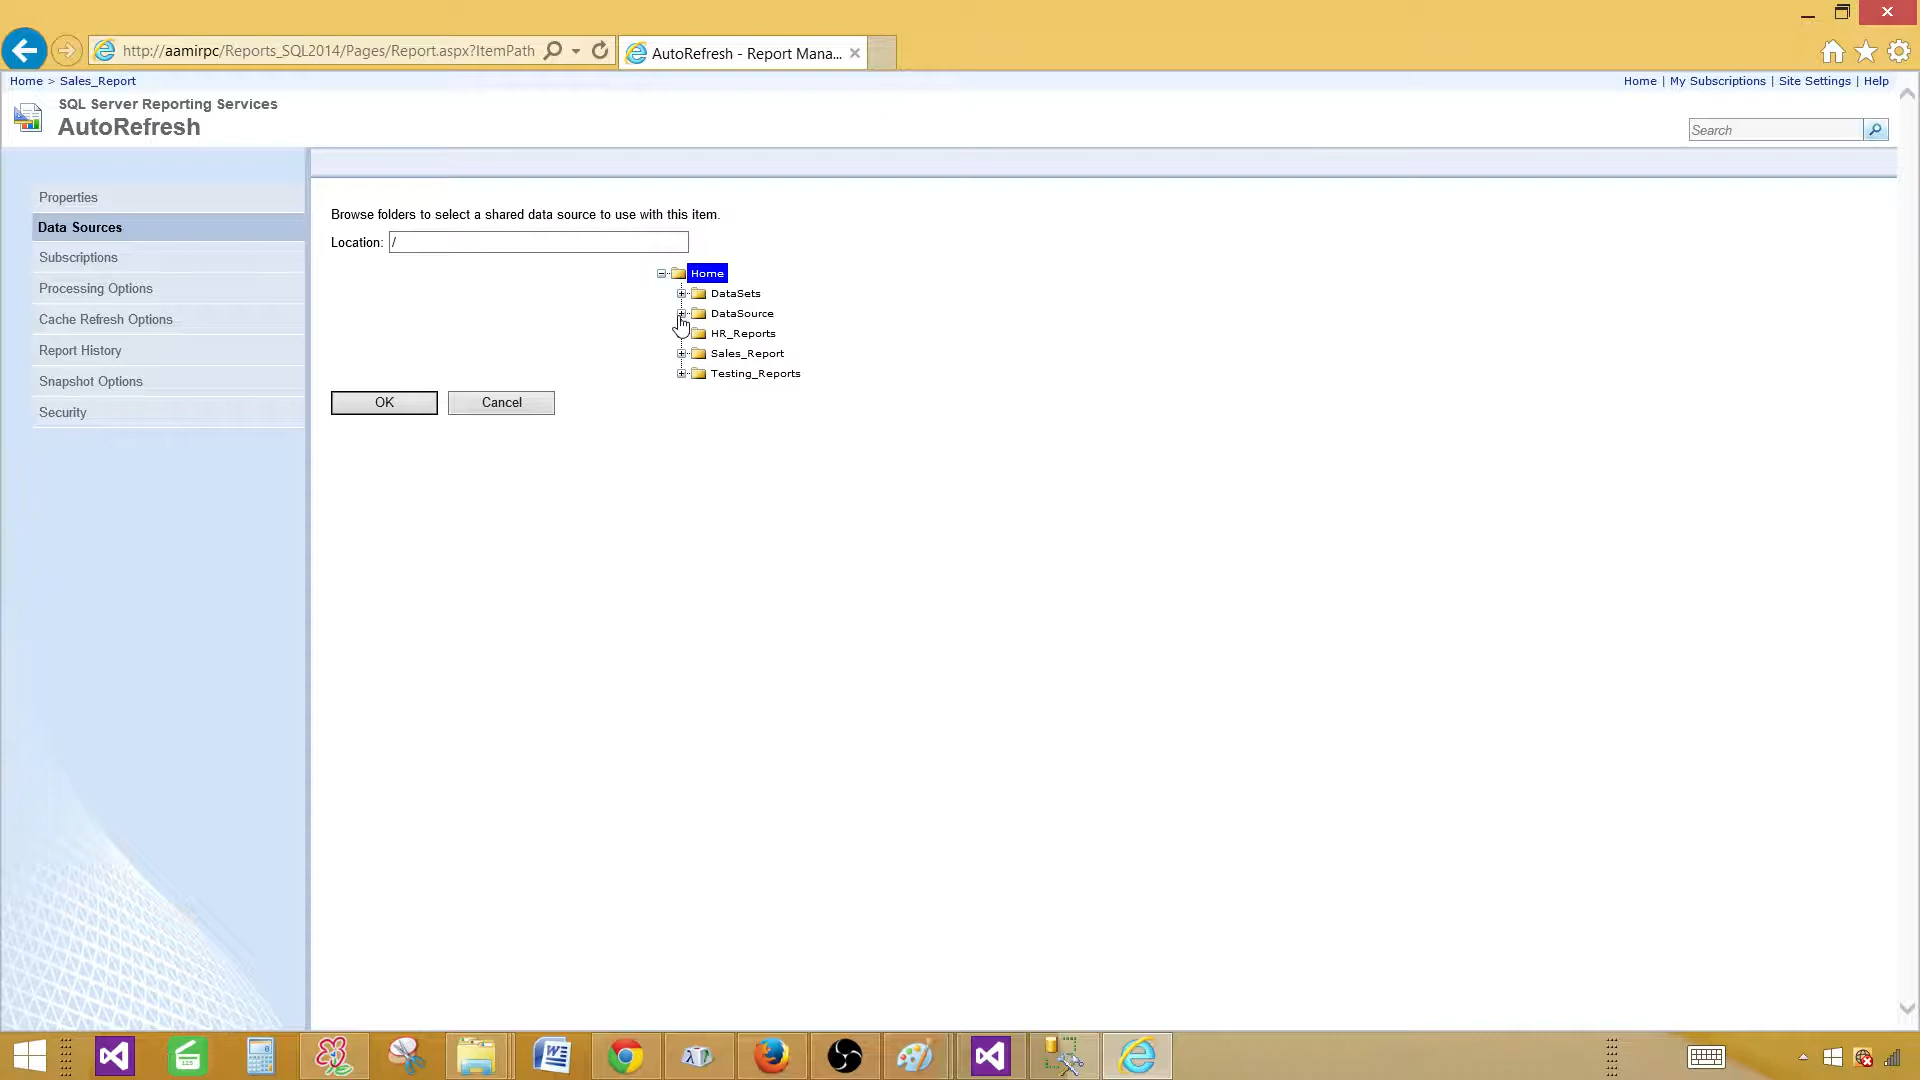 http://aamirpc/Reports_SQL2014/Pages/Report.aspx?ItemPath
AutoRefresh - Report Mana...
Home > Sales_Report
Home | My Subscriptions | Site Settings | Help
SQL Server Reporting Services
AutoRefresh
Search
Properties
Data Sources
Subscriptions
Processing Options
Cache Refresh Options
Report History
Snapshot Options
Security
Browse folders to select a shared data source to use with this item.
Location: /
Home
DataSets
DataSource
HR_Reports
Sales_Report
Testing_Reports
OK
Cancel